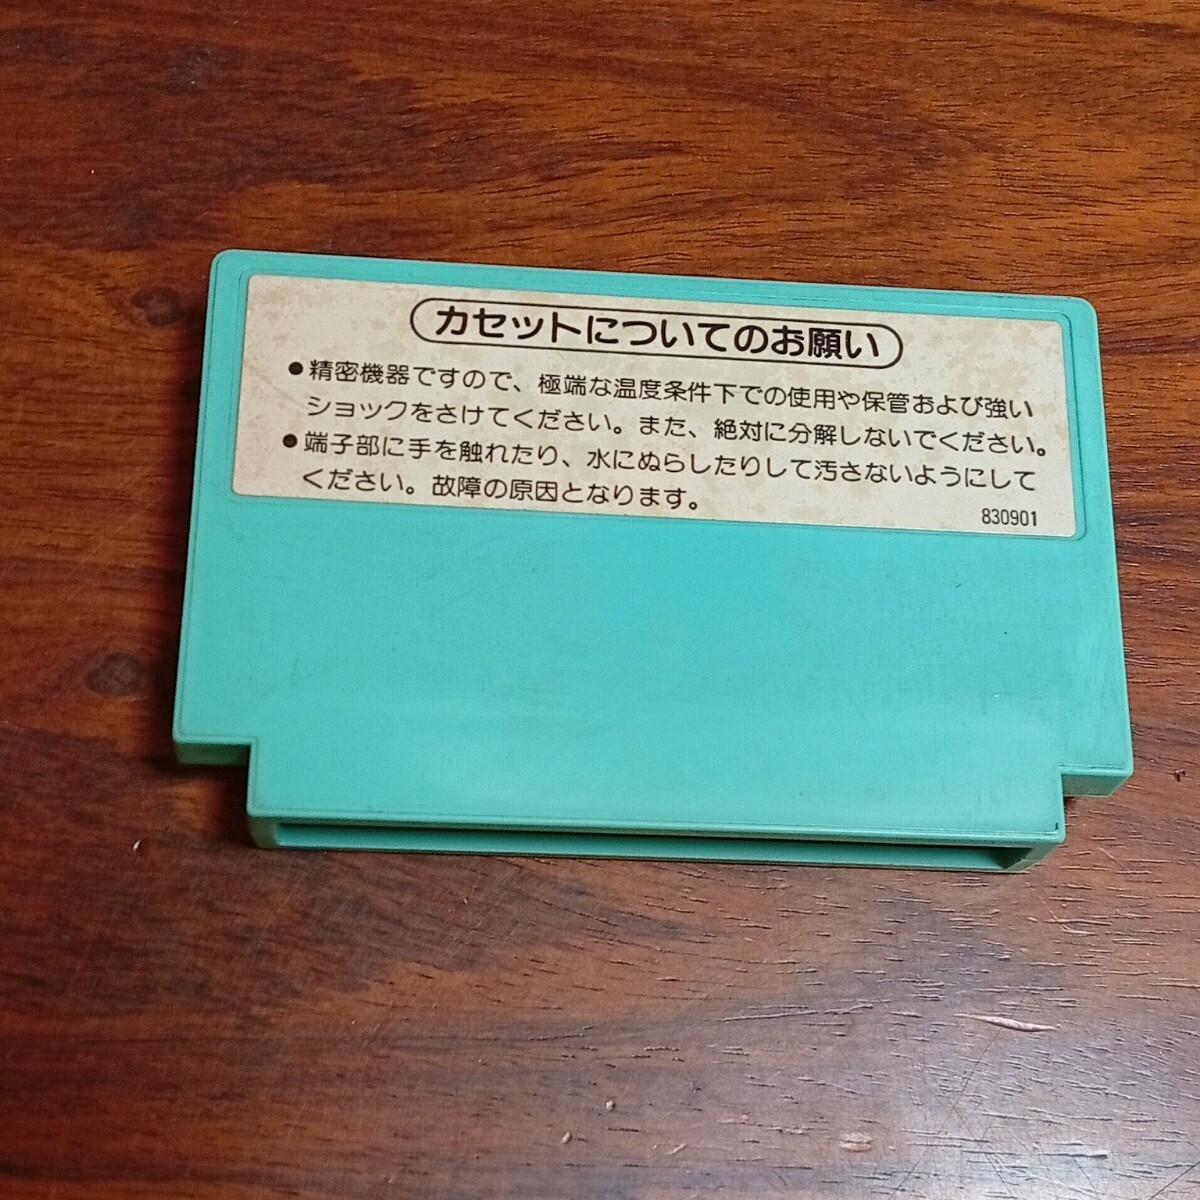 カセットについてのお願い
●精密機器ですので、極端な温度条件下での使用や保管および強い
ショックをさけてください。また、絶対に分解しないでください。
●端子部に手を触れたり、水にぬらしたりして汚さないようにして
ください。故障の原因となります。
830901